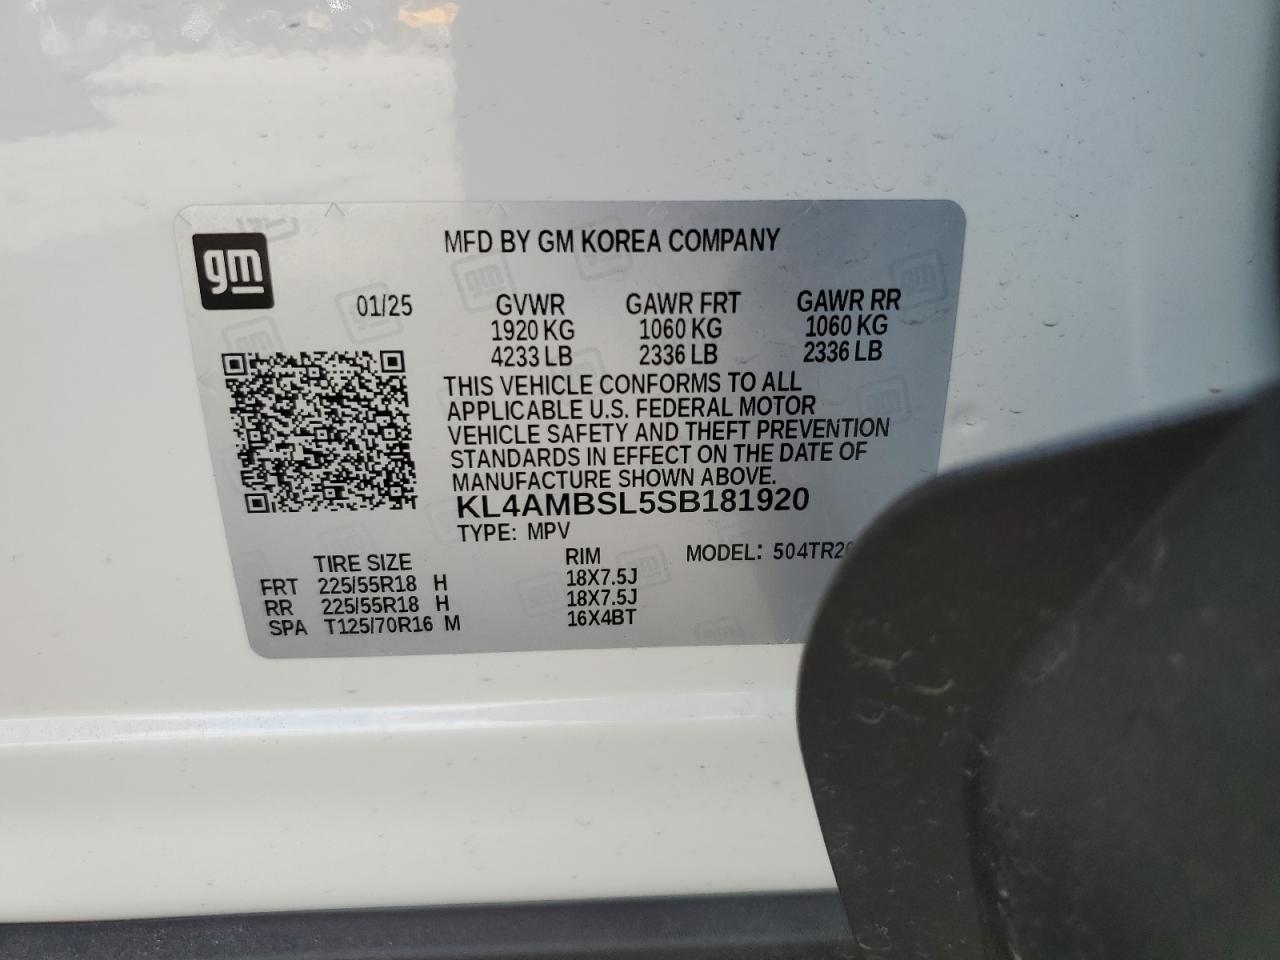 gm
MFD BY GM KOREA COMPANY
01/25 GVWR GAWR FRT GAWR RR
1920 KG 1060 KG 1060 KG
4233 LB 2336 LB 2336 LB
THIS VEHICLE CONFORMS TO ALL
APPLICABLE U.S. FEDERAL MOTOR
VEHICLE SAFETY AND THEFT PREVENTION
STANDARDS IN EFFECT ON THE DATE OF
MANUFACTURE SHOWN ABOVE.
KL4AMBSL5SB181920
TYPE: MPV
TIRE SIZE RIM MODEL:
FRT 225/55R18 H 18X7.5J
RR 225/55R18 H 18X7.5J
SPA T125/70R16 M 16X4BT